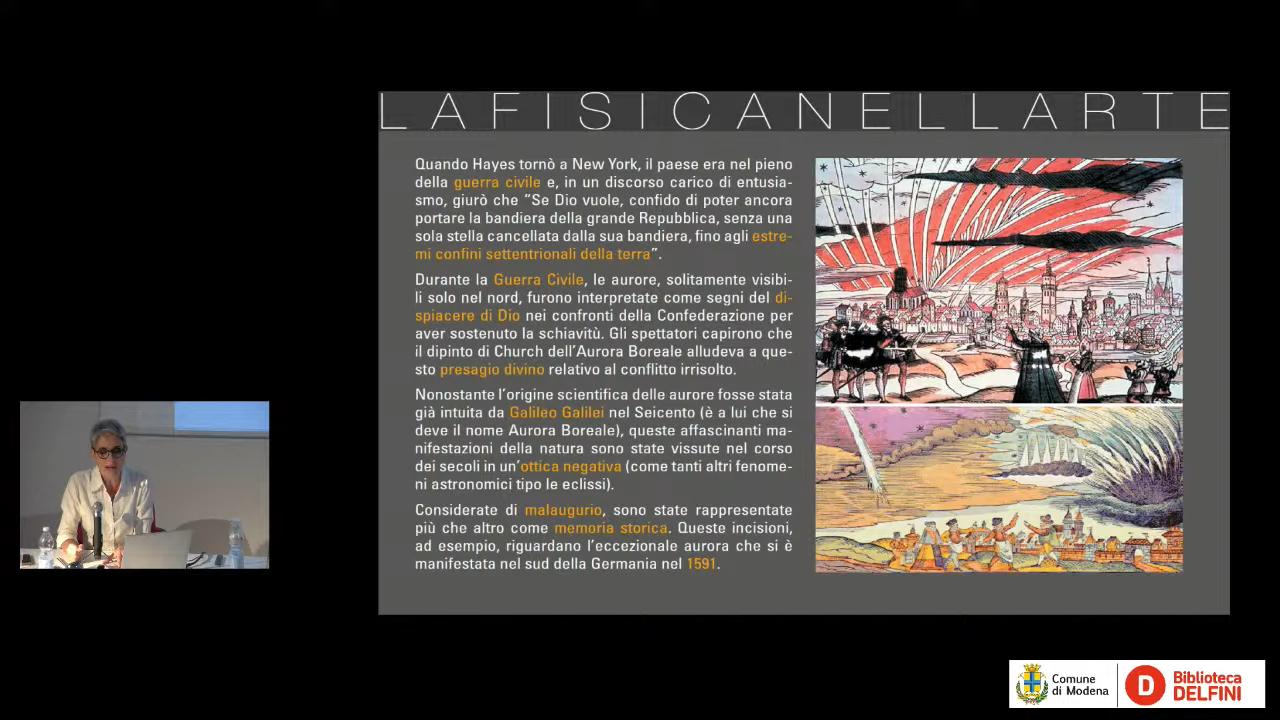 LAFISICANELLARTE
Quando Hayes tornò a New York, il paese era nel pieno
della guerra civile e, in un discorso carico di entusia-
smo, giurò che “Se Dio vuole, confido di poter ancora
portare la bandiera della grande Repubblica, senza una
sola stella cancellata dalla sua bandiera, fino agli estre-
mi confini settentrionali della terra”.
Durante la Guerra Civile, le aurore, solitamente visibi-
li solo nel nord, furono interpretate come segni del di-
spiacere di Dio nei confronti della Confederazione per
aver sostenuto la schiavitù. Gli spettatori capirono che
il dipinto di Church dell’Aurora Boreale alludeva a que-
sto presagio divino relativo al conflitto irrisolto.
Nonostante l’origine scientifica delle aurore fosse stata
già intuita da Galileo Galilei nel Seicento (è a lui che si
deve il nome Aurora Boreale), queste affascinanti ma-
nifestazioni della natura sono state vissute nel corso
dei secoli in un’ottica negativa (come tanti altri fenome-
ni astronomici tipo le eclissi).
Considerate di malaugurio, sono state rappresentate
più che altro come memoria storica. Queste incisioni,
ad esempio, riguardano l’eccezionale aurora che si è
manifestata nel sud della Germania nel 1591.
Comune
di Modena
D
Biblioteca
DELFINI